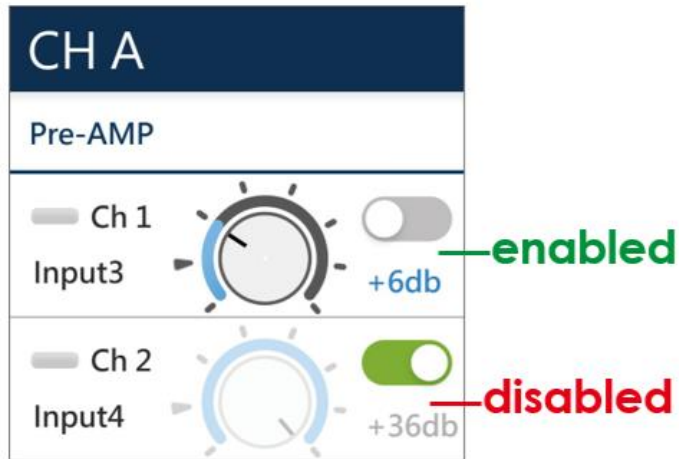 CH A
Pre-AMP
Ch 1
Input3
+6db
enabled
Ch 2
Input4
+36db
disabled